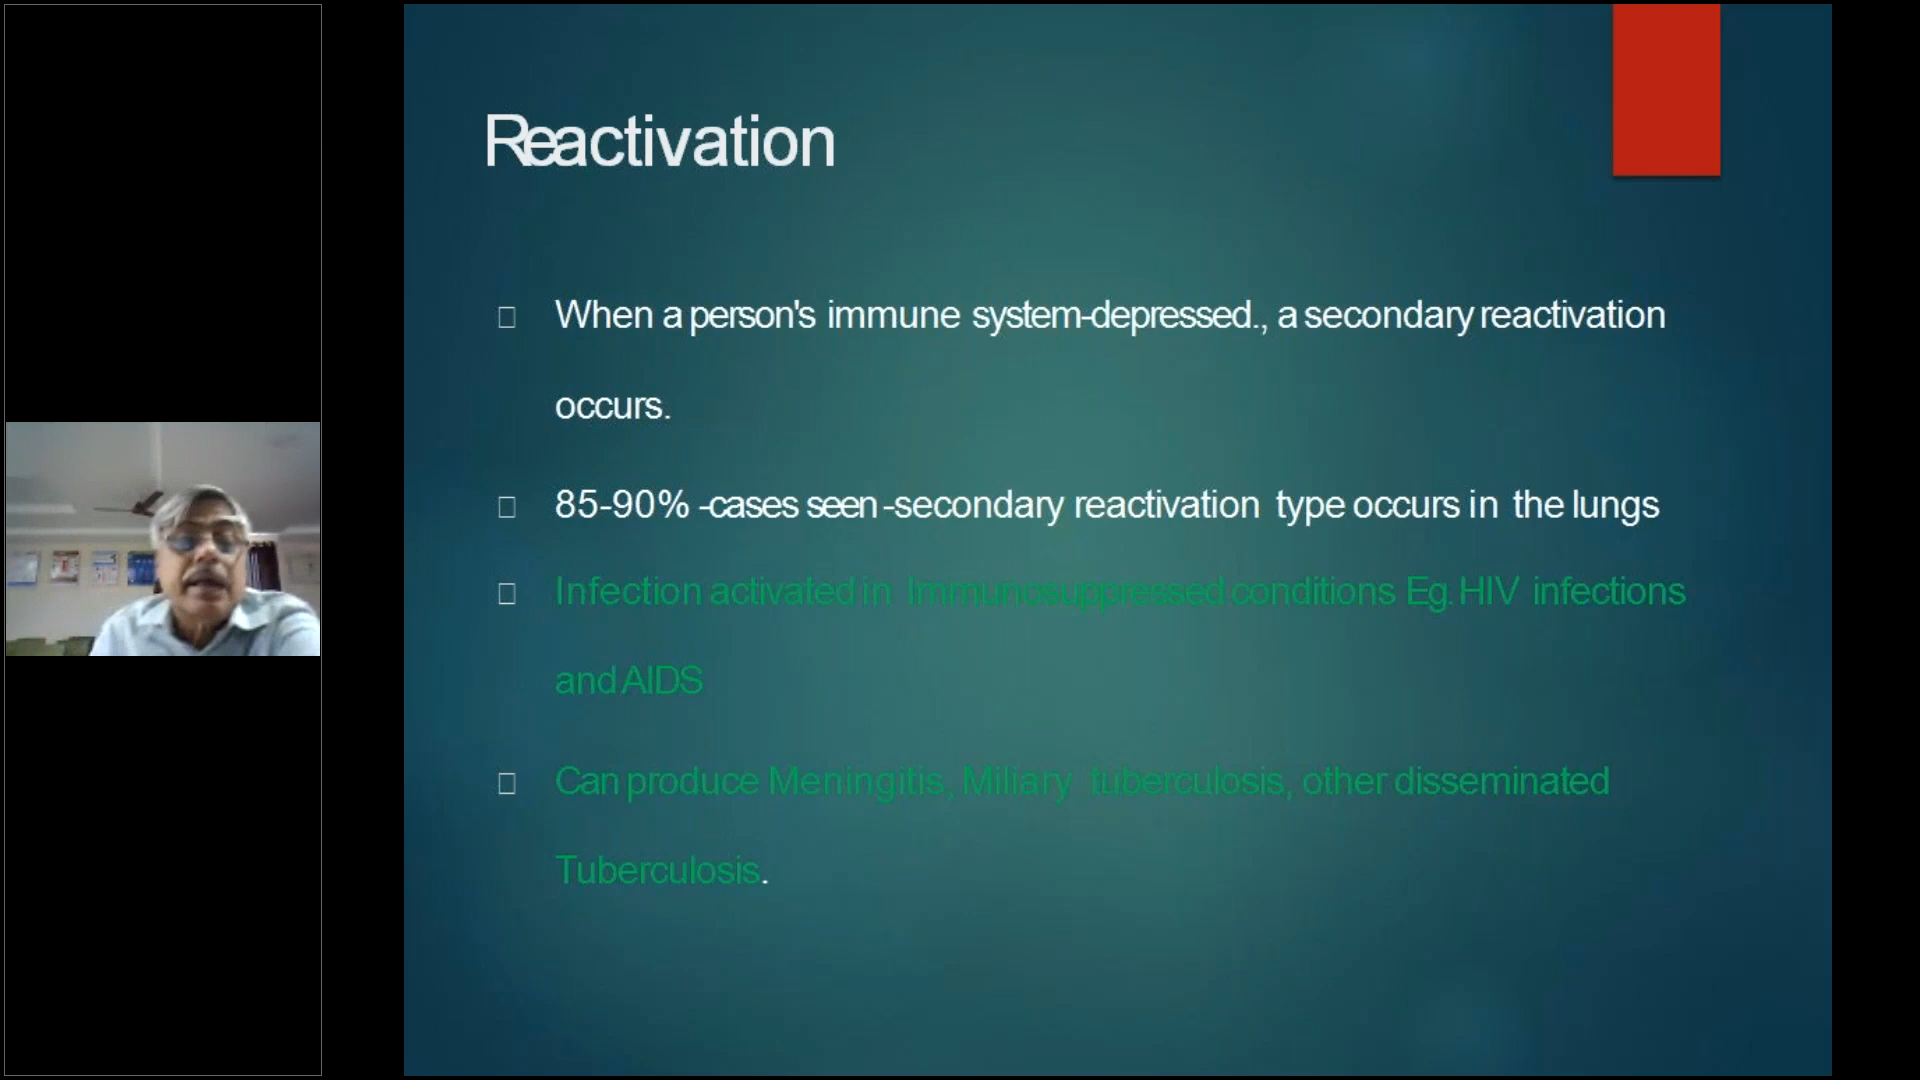 Reactivation
When a person's immune system-depressed., a secondary reactivation
occurs.
85-90% -cases seen -secondary reactivation type occurs in the lungs
Infection activated in Immunosuppressed conditions Eg. HIV infections
and AIDS
Can produce Meningitis, Miliary tuberculosis, other disseminated
Tuberculosis.